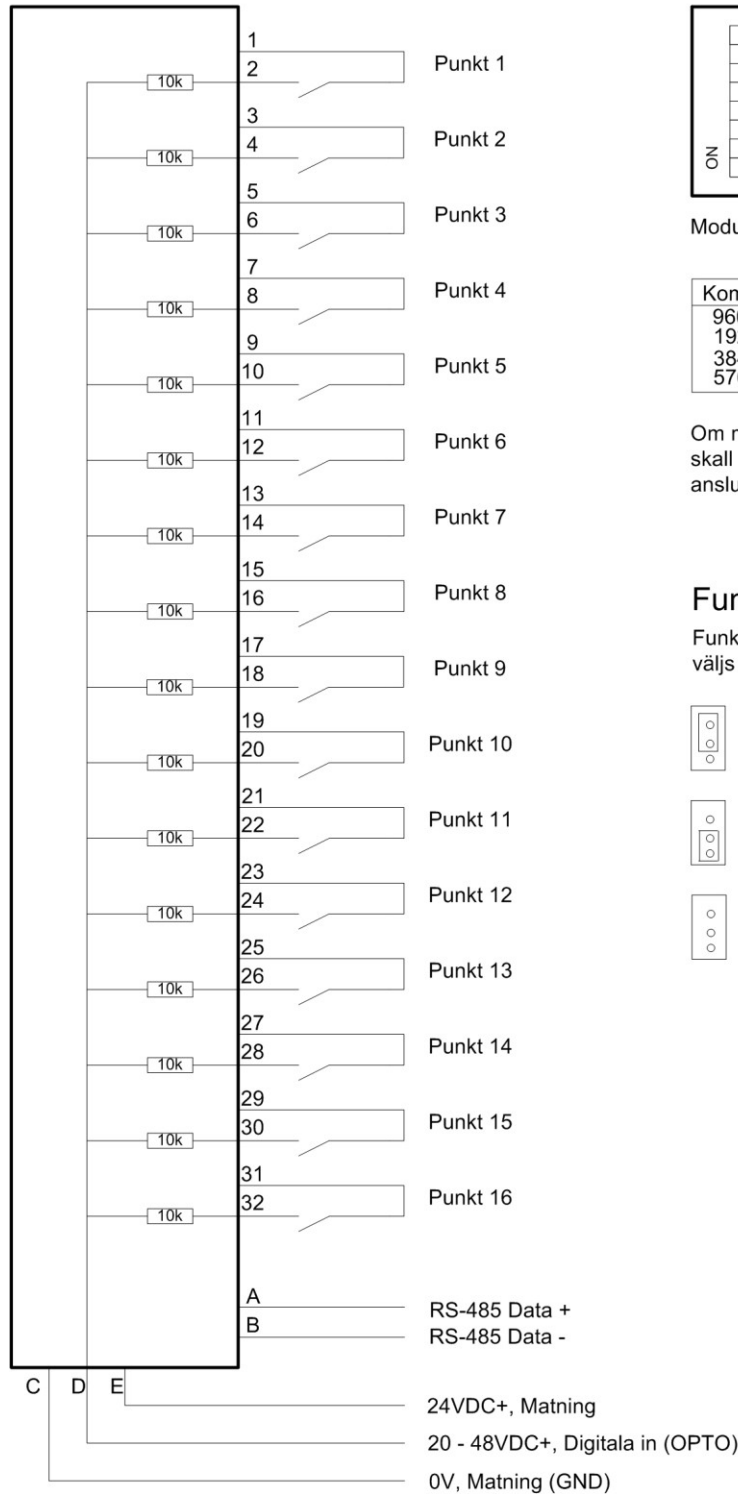 1
2
10k
Punkt 1
3
4
10k
Punkt 2
5
6
10k
Punkt 3
7
8
10k
Punkt 4
9
10
10k
Punkt 5
11
12
10k
Punkt 6
13
14
10k
Punkt 7
15
16
10k
Punkt 8
17
18
10k
Punkt 9
19
20
10k
Punkt 10
21
22
10k
Punkt 11
23
24
10k
Punkt 12
25
26
10k
Punkt 13
27
28
10k
Punkt 14
29
30
10k
Punkt 15
31
32
10k
Punkt 16
A
RS-485 Data +
B
RS-485 Data -
C D E
24VDC+, Matning
20 - 48VDC+, Digitala in (OPTO)
0V, Matning (GND)
ON
Om
skall
väljs